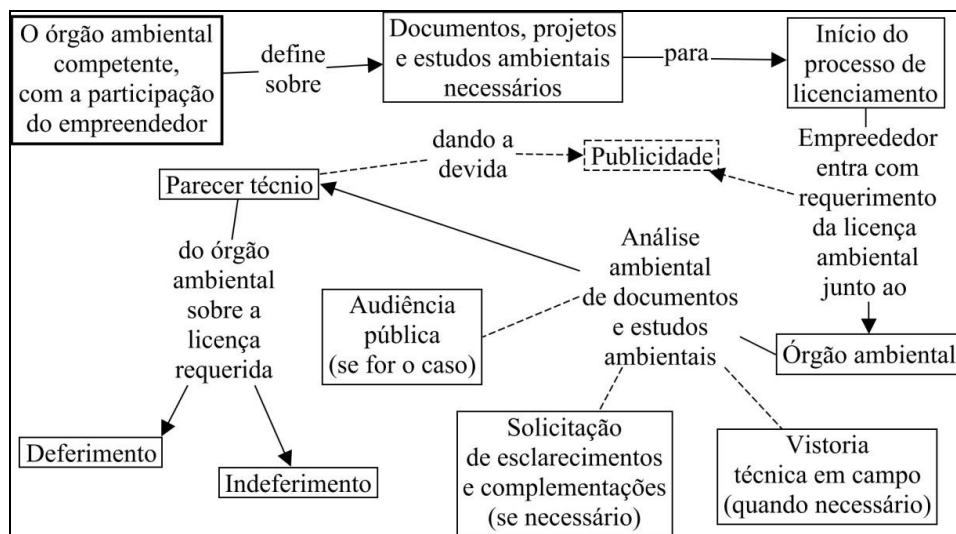 O órgão ambiental
competente,
com a participação
do empreendedor
define
sobre
Documentos, projetos
e estudos ambientais
necessários
para
Início do
processo de
licenciamento
Empreededor
entra com
requerimento
da licença
ambiental
junto ao
Órgão ambiental
Análise
ambiental
de documentos
e estudos
ambientais
Audiência
pública
(se for o caso)
Solicitação
de esclarecimentos
e complementações
(se necessário)
Vistoria
técnica em campo
(quando necessário)
Parecer técnio
dando a
devida
Publicidade
do órgão
ambiental
sobre a
licença
requerida
Deferimento
Indeferimento